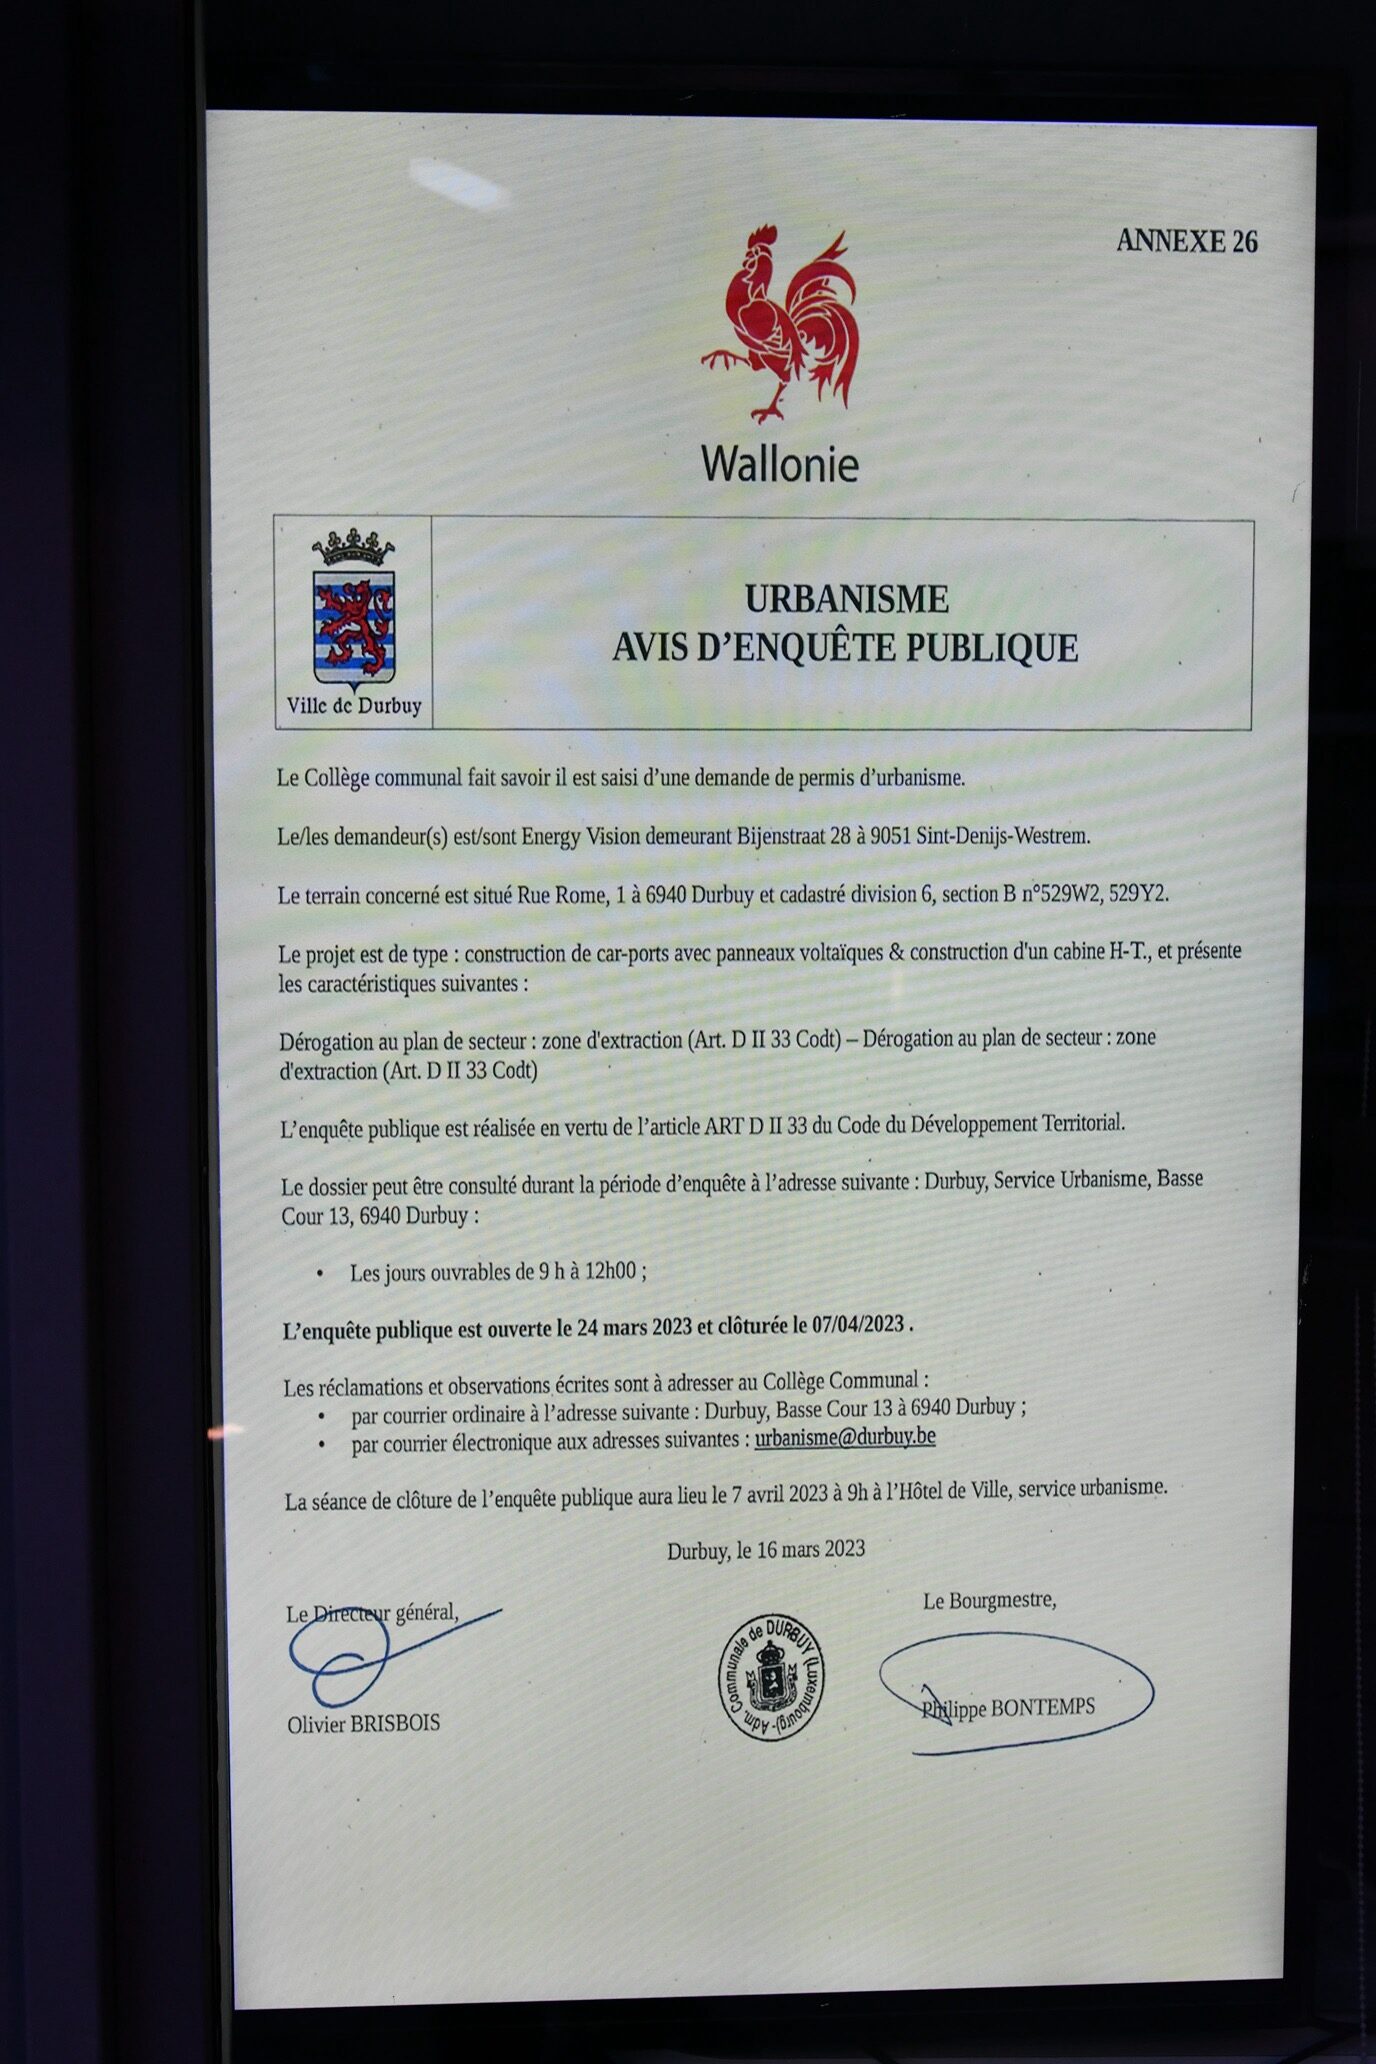 ANNEXE 26
Wallonie
Ville de Durbuy
URBANISME
AVIS D’ENQUÊTE PUBLIQUE
Le Collège communal fait savoir il est saisi d’une demande de permis d’urbanisme.
Le/les demandeur(s) est/sont Energy Vision demeurant Bijenstraat 28 à 9051 Sint-Denijs-Westrem.
Le terrain concerné est situé Rue Rome, 1 à 6940 Durbuy et cadastré division 6, section B n°529W2, 529Y2.
Le projet est de type : construction de car-ports avec panneaux voltaïques & construction d'un cabine H-T., et présente
les caractéristiques suivantes :
Dérogation au plan de secteur : zone d'extraction (Art. D II 33 Codt) – Dérogation au plan de secteur : zone
d'extraction (Art. D II 33 Codt)
L’enquête publique est réalisée en vertu de l’article ART D II 33 du Code du Développement Territorial.
Le dossier peut être consulté durant la période d’enquête à l’adresse suivante : Durbuy, Service Urbanisme, Basse
Cour 13, 6940 Durbuy :
• Les jours ouvrables de 9 h à 12h00 ;
L’enquête publique est ouverte le 24 mars 2023 et clôturée le 07/04/2023 .
Les réclamations et observations écrites sont à adresser au Collège Communal :
• par courrier ordinaire à l’adresse suivante : Durbuy, Basse Cour 13 à 6940 Durbuy ;
• par courrier électronique aux adresses suivantes : urbanisme@durbuy.be
La séance de clôture de l’enquête publique aura lieu le 7 avril 2023 à 9h à l’Hôtel de Ville, service urbanisme.
Durbuy, le 16 mars 2023
Le Directeur général,
Le Bourgmestre,
Adm. Communale de DURBUY (Luxembourg)-
Olivier BRISBOIS
Philippe BONTEMPS